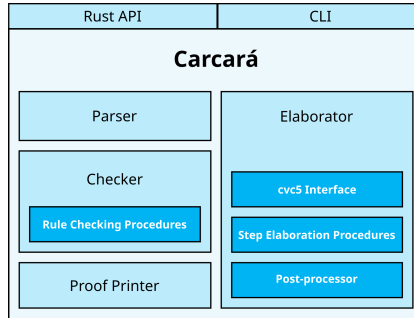 Rust API
CLI
Carcará
Parser
Checker
Rule Checking Procedures
Proof Printer
Elaborator
cvc5 Interface
Step Elaboration Procedures
Post-processor